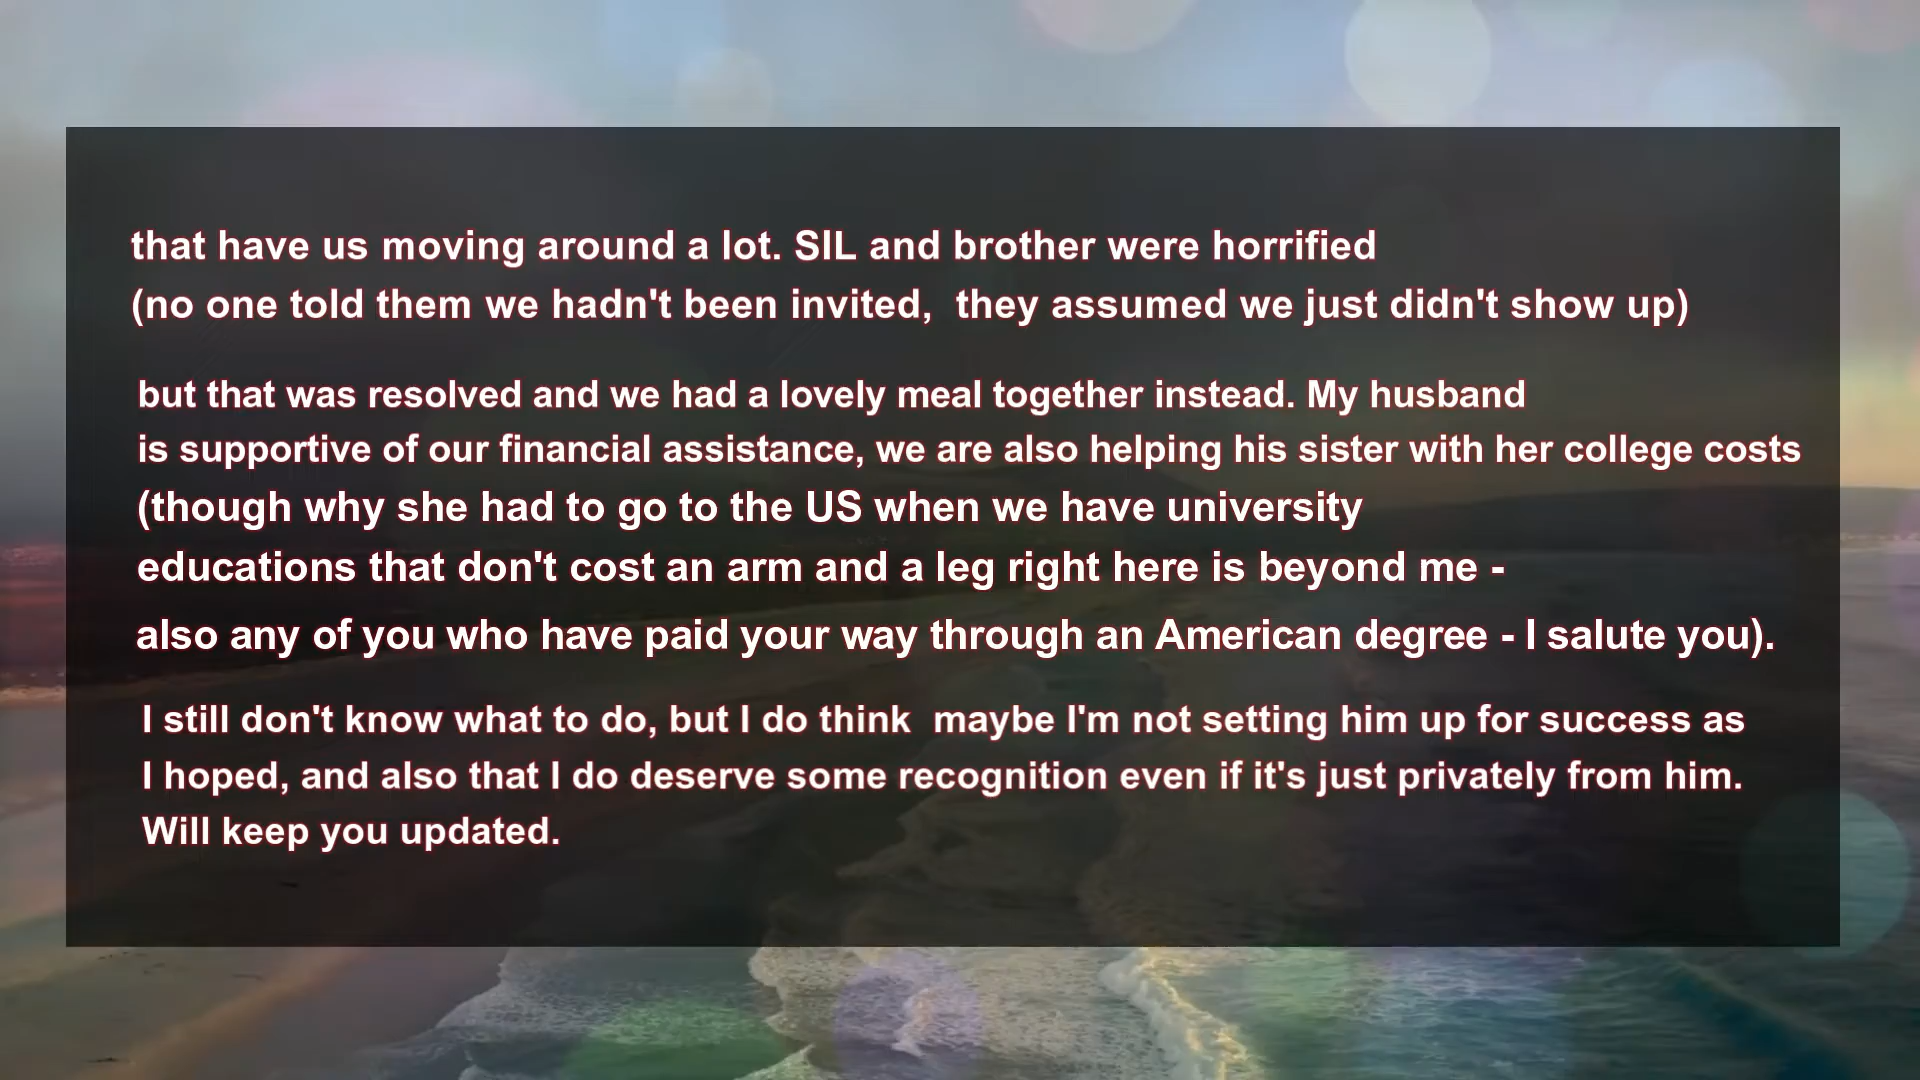 that have us moving around a lot. SIL and brother were horrified
(no one told them we hadn't been invited,  they assumed we just didn't show up)
but that was resolved and we had a lovely meal together instead. My husband
is supportive of our financial assistance, we are also helping his sister with her college costs
(though why she had to go to the US when we have university
educations that don't cost an arm and a leg right here is beyond me -
also any of you who have paid your way through an American degree - I salute you).
I still don't know what to do, but I do think  maybe I'm not setting him up for success as
I hoped, and also that I do deserve some recognition even if it's just privately from him.
Will keep you updated.